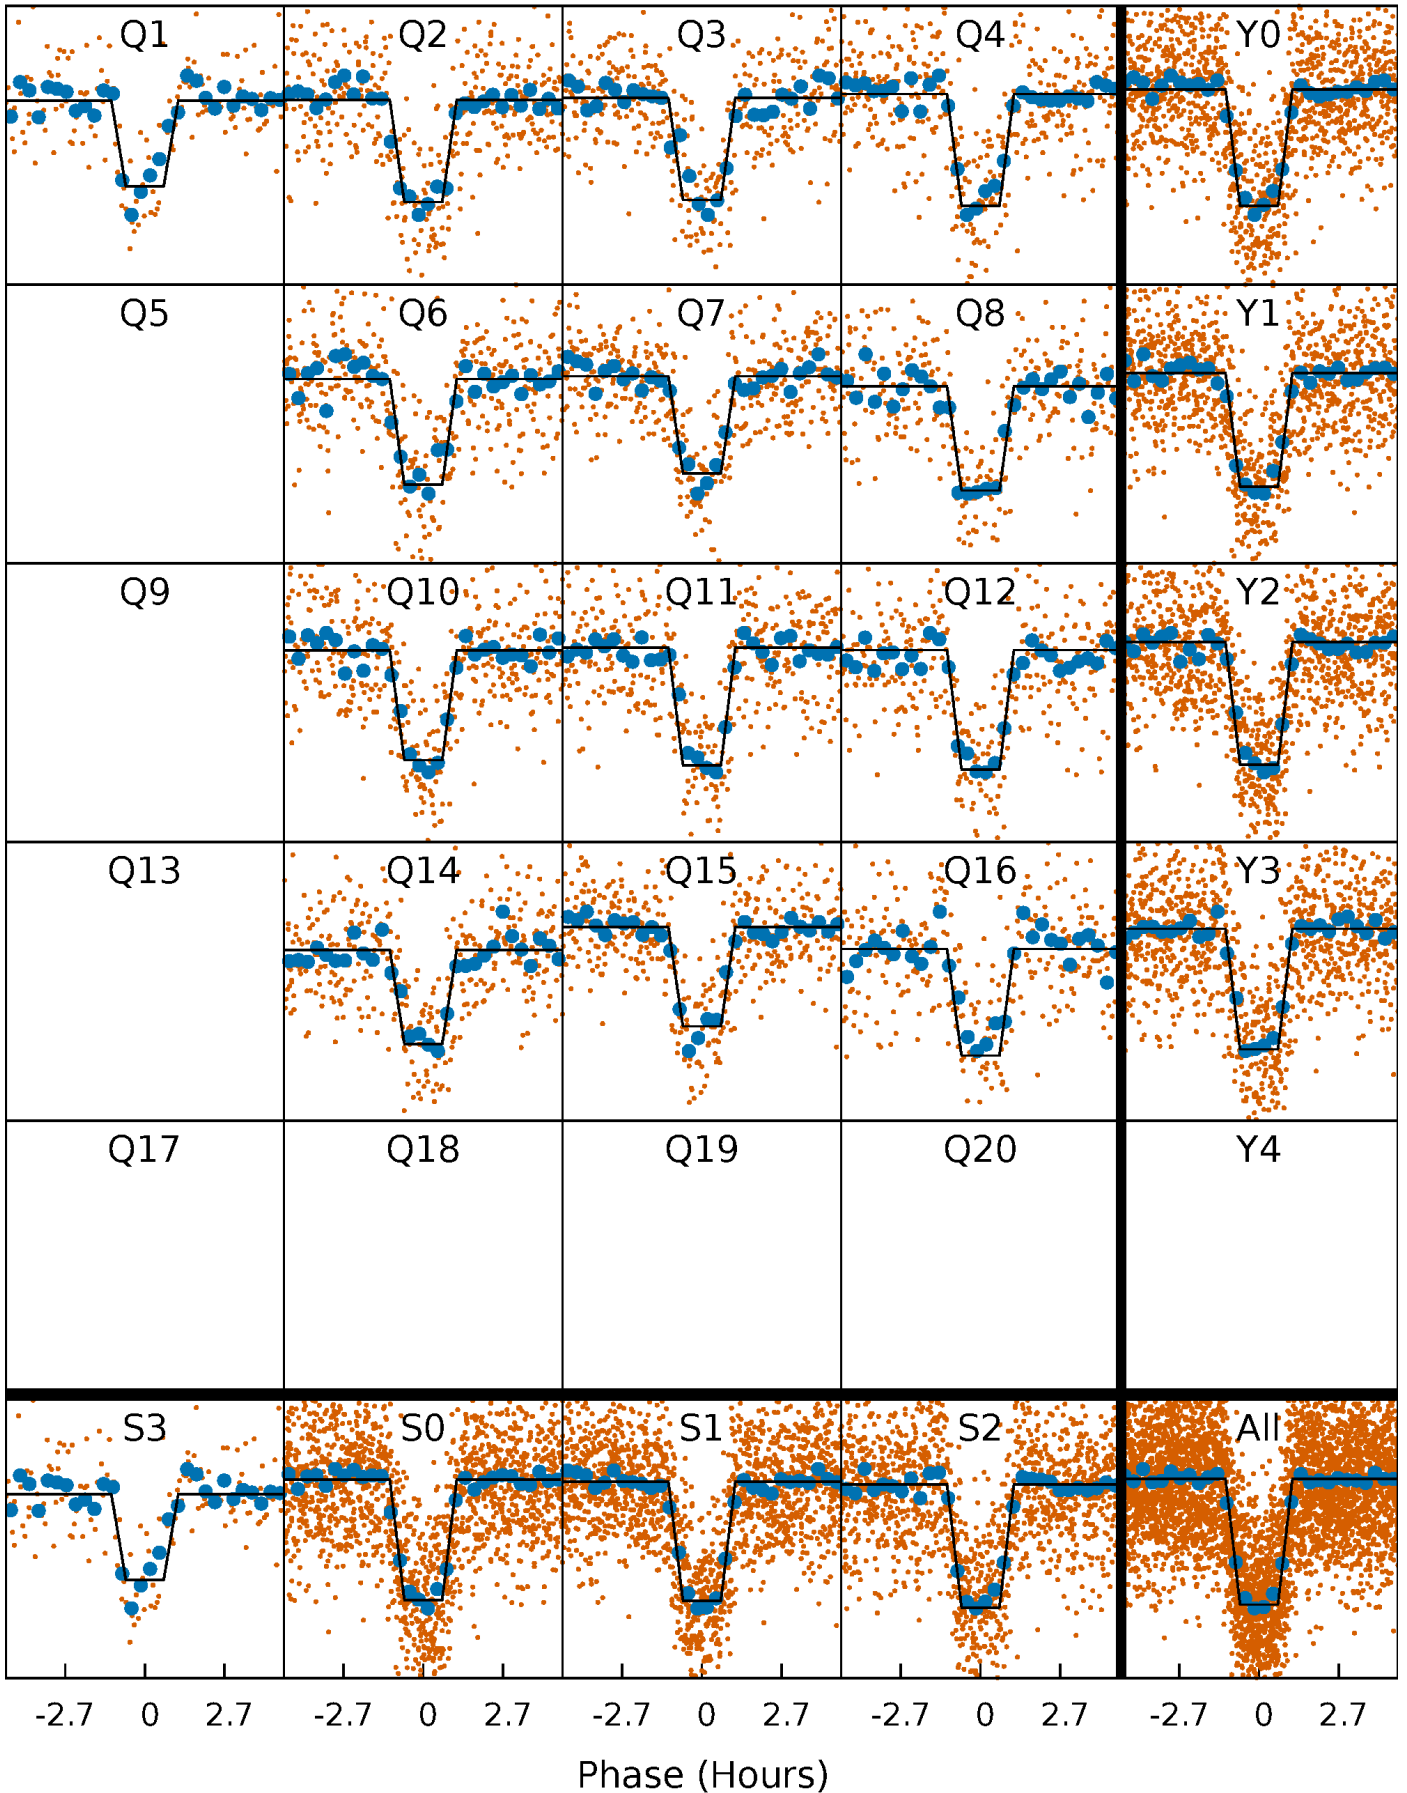 Q1 Q2 Q3 Q4 Y0
Q5 Q6 Q7 Q8 Y1
Q9 Q10 Q11 Q12 Y2
Q13 Q14 Q15 Q16 Y3
Q17 Q18 Q19 Q20 Y4
S3 S0 S1 S2 All
-2.7 0 2.7 -2.7 0 2.7 -2.7 0 2.7 -2.7 0 2.7 -2.7 0 2.7
Phase (Hours)